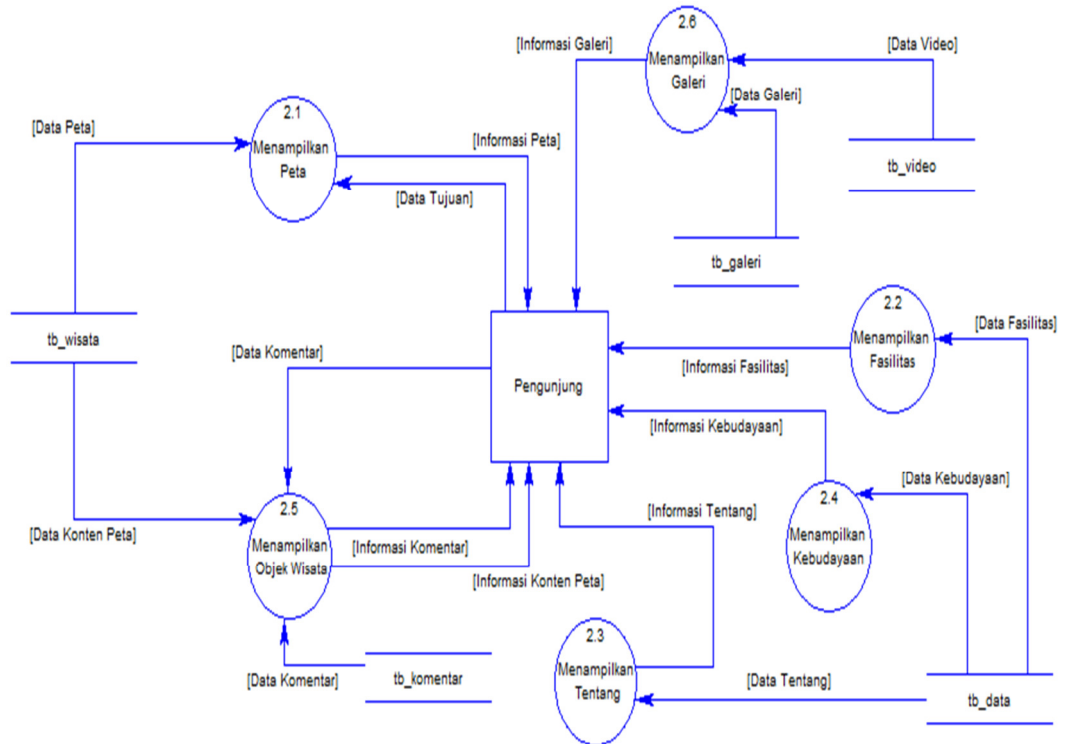 2.6
[Informasi Galeri]
[Data Video]
Menampilkan
Galeri
[Data Galeri]
2.1
[Data Peta]
[Informasi Peta]
Menampilkan
Peta
tb_video
[Data Tujuan]
tb_galeri
2.2
[Data Fasilitas]
Menampilkan
Fasilitas
tb_wisata
[Data Komentar]
[Informasi Fasilitas]
Pengunjung
[Informasi Kebudayaan]
[Data Kebudayaan]
2.4
Menampilkan
Kebudayaan
[Informasi Tentang]
2.5
Menampilkan
Objek Wisata
[Data Konten Peta]
[Informasi Komentar]
[Informasi Konten Peta]
2.3
Menampilkan
Tentang
[Data Komentar]
tb_komentar
[Data Tentang]
tb_data